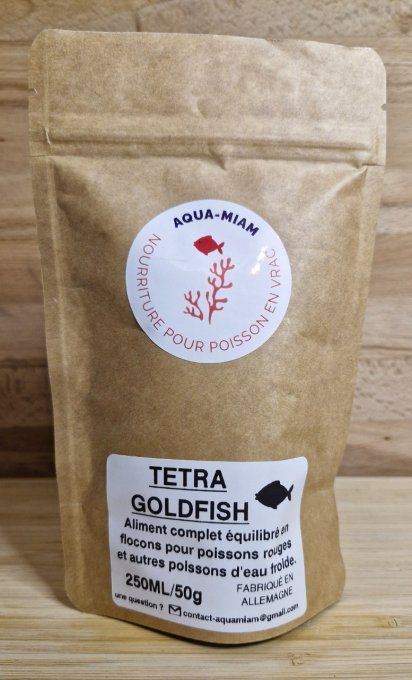 AQUA-MIAM
NOURRITURE POUR POISSON EN VRAC
TETRA
GOLDFISH
Aliment complet équilibré en
flocons pour poissons rouges
et autres poissons d'eau froide.
250ML/50g
FABRIQUÉ EN
ALLEMAGNE
une question ? contact-aquamiam@gmail.com